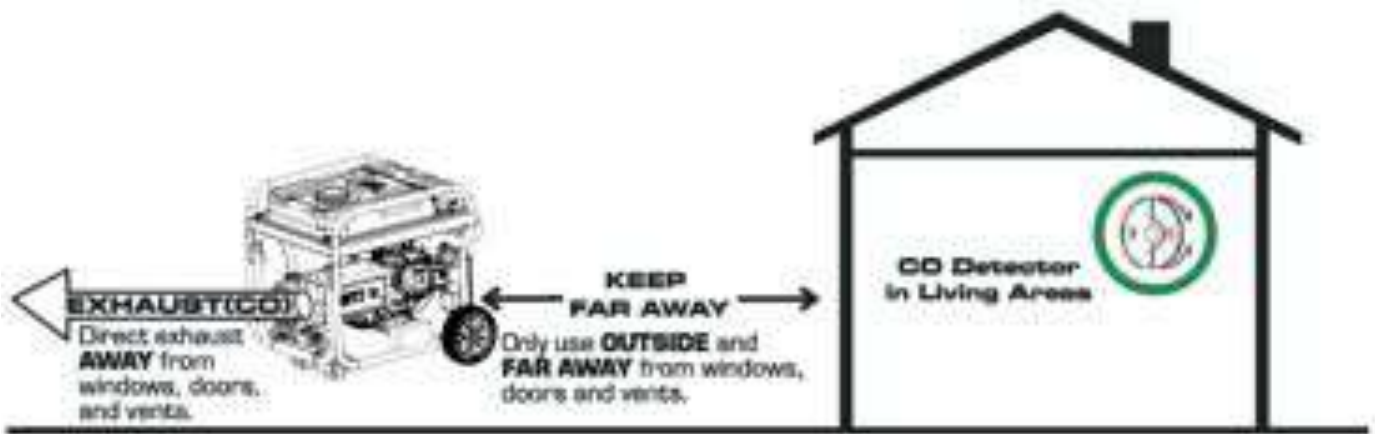 EXHAUST(CO)
Direct exhaust
AWAY from
windows, doors,
and vents.
KEEP
FAR AWAY
Only use OUTSIDE and
FAR AWAY from windows,
doors and vents.
CO Detector
in Living Areas